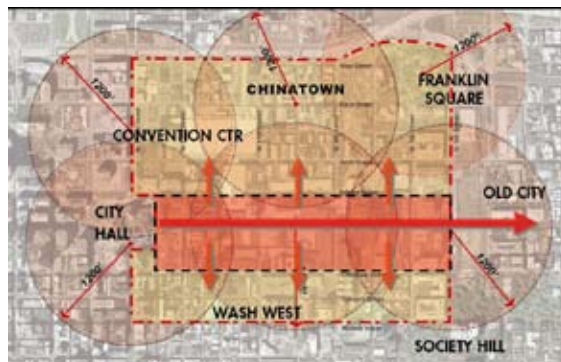 1200'
1200'
1200'
FRANKLIN
SQUARE
CHINATOWN
CONVENTION CTR
OLD CITY
CITY
HALL
1200'
1200'
WASH WEST
SOCIETY HILL